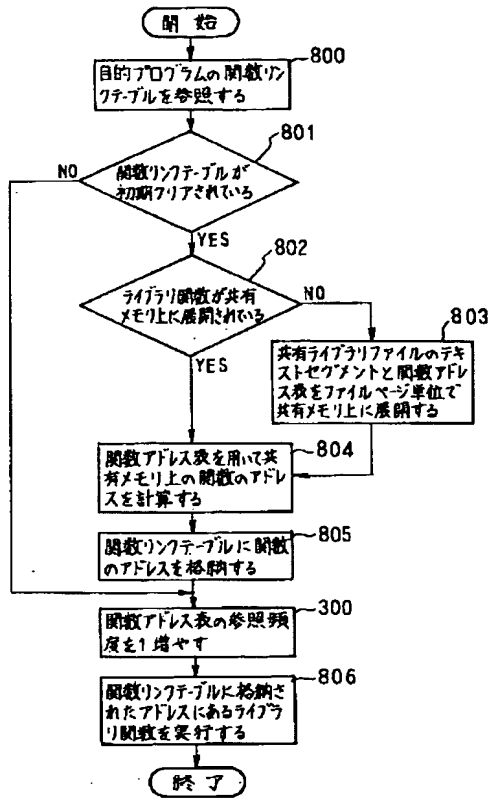 開始
800
目的プログラムの関数リン
クテーブルを参照する
801
関数リンクテーブルが
初期クリアされている
NO
YES
802
ライブラリ関数が共有
メモリ上に展開されている
NO
YES
803
共有ライブラリファイルのテキ
ストセグメントと関数アドレ
ス表をファイルページ単位で
共有メモリ上に展開する
804
関数アドレス表を用いて共
有メモリ上の関数のアド
レスを計算する
805
関数リンクテーブルに関数
のアドレスを格納する
300
関数アドレス表の参照頻
度を1増やす
806
関数リンクテーブルに格納さ
れたアドレスにあるライブラ
リ関数を実行する
終了